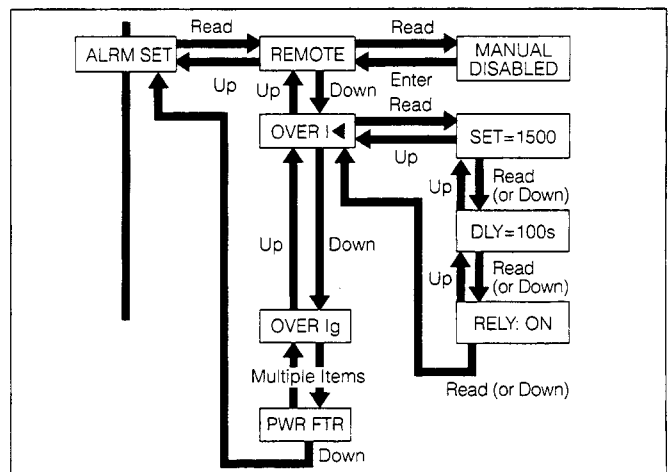 Read
Read
ALRM SET
REMOTE
MANUAL
DISABLED
Up
Up
Down
Enter
Read
OVER I◄
SET=1500
Up
Up
Read
(or Down)
DLY=100s
Up
Down
Up
Read
(or Down)
OVER Ig
RELY: ON
Multiple Items
Read (or Down)
PWR FTR
Down